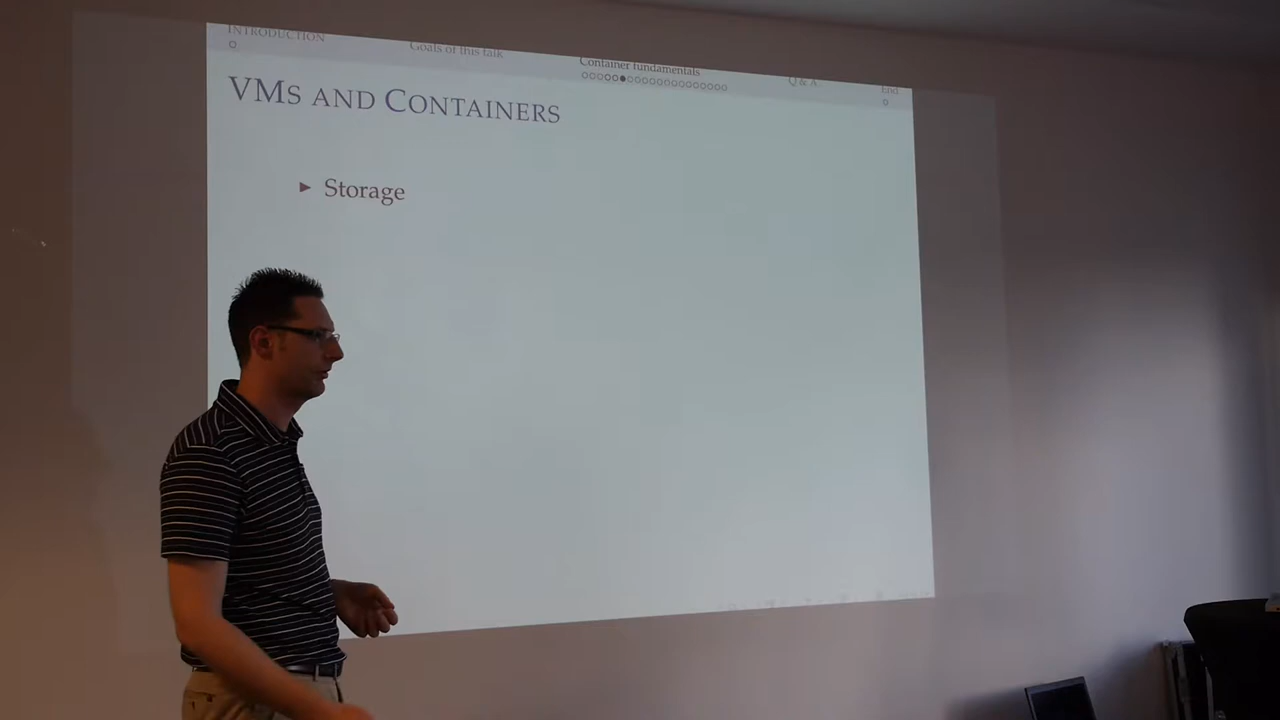 INTRODUCTION
Goals of this talk
Container fundamentals
Q & A
End
VMS AND CONTAINERS
▶ Storage